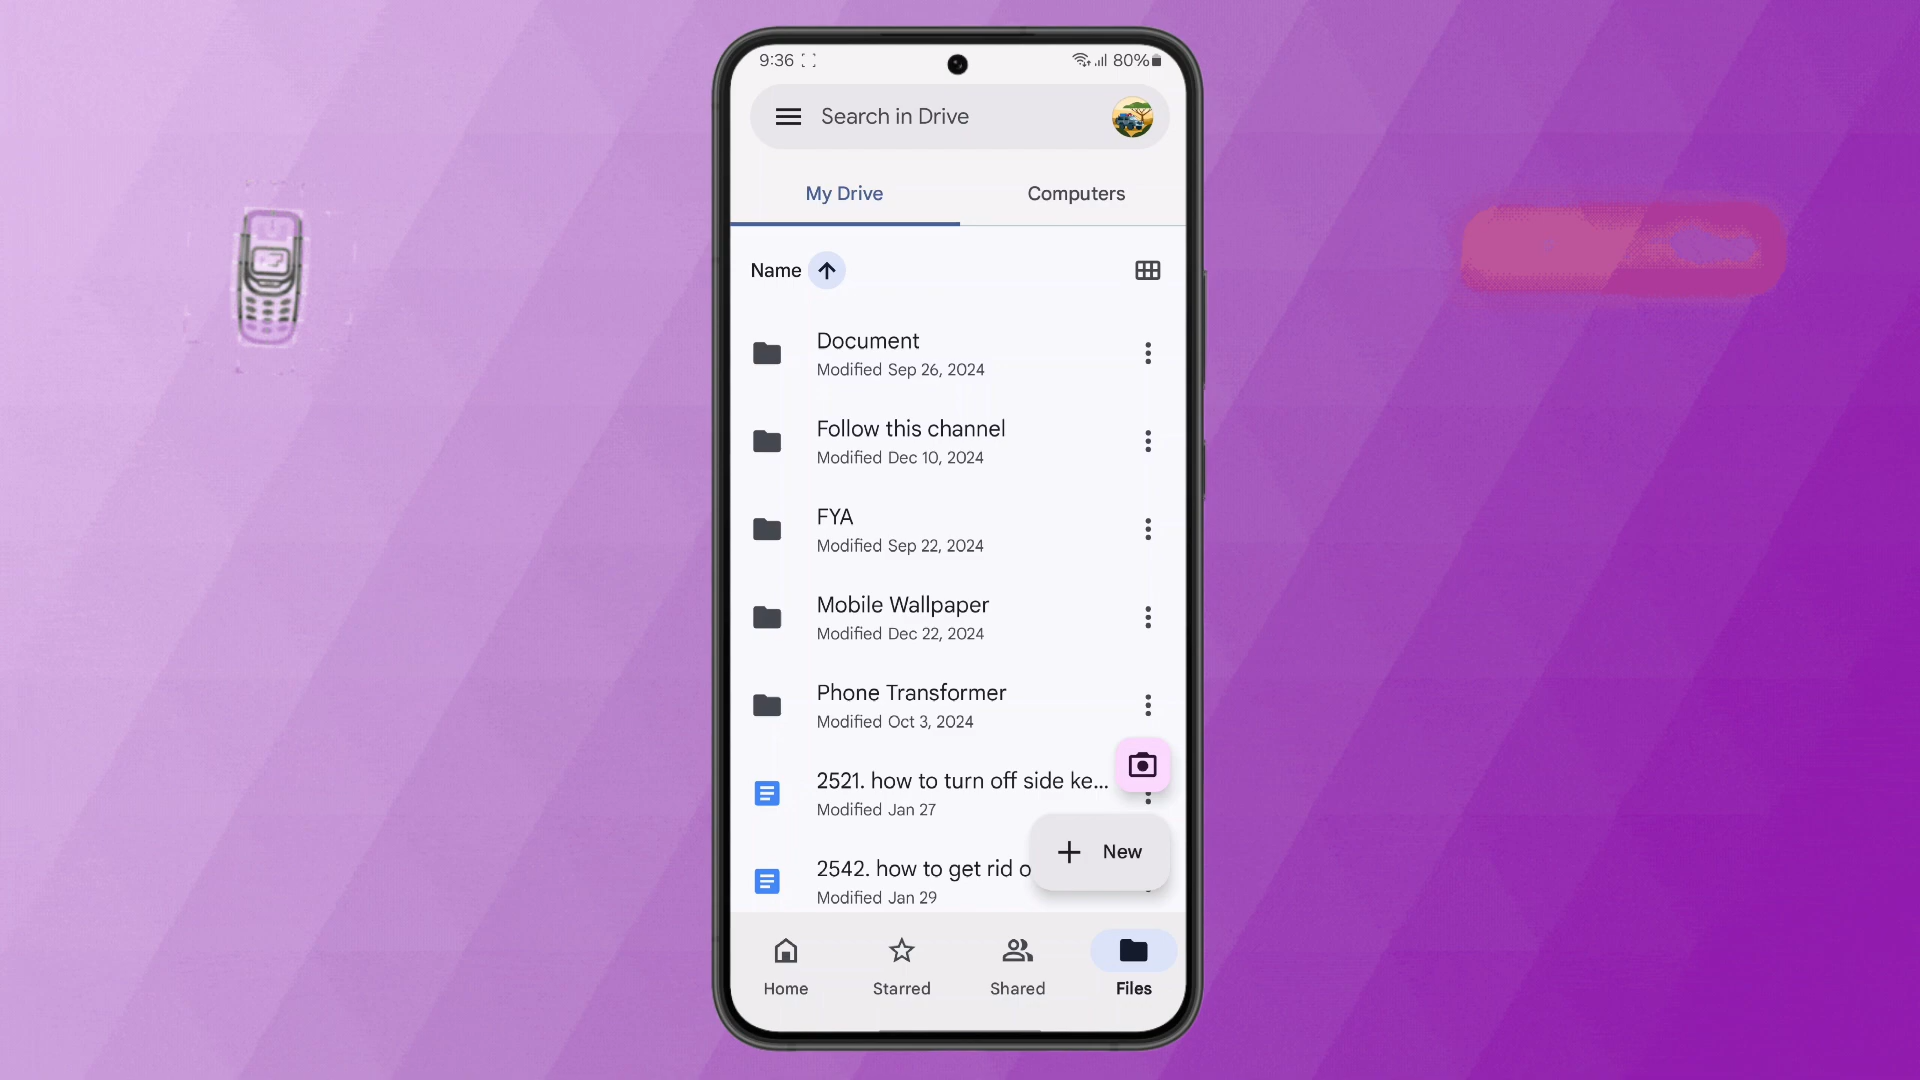 9:36 80%
Search in Drive
My Drive Computers
Name
Document
Modified Sep 26, 2024
Follow this channel
Modified Dec 10, 2024
FYA
Modified Sep 22, 2024
Mobile Wallpaper
Modified Dec 22, 2024
Phone Transformer
Modified Oct 3, 2024
2521. how to turn off side ke...
Modified Jan 27
New
2542. how to get rid o
Modified Jan 29
Home Starred Shared Files